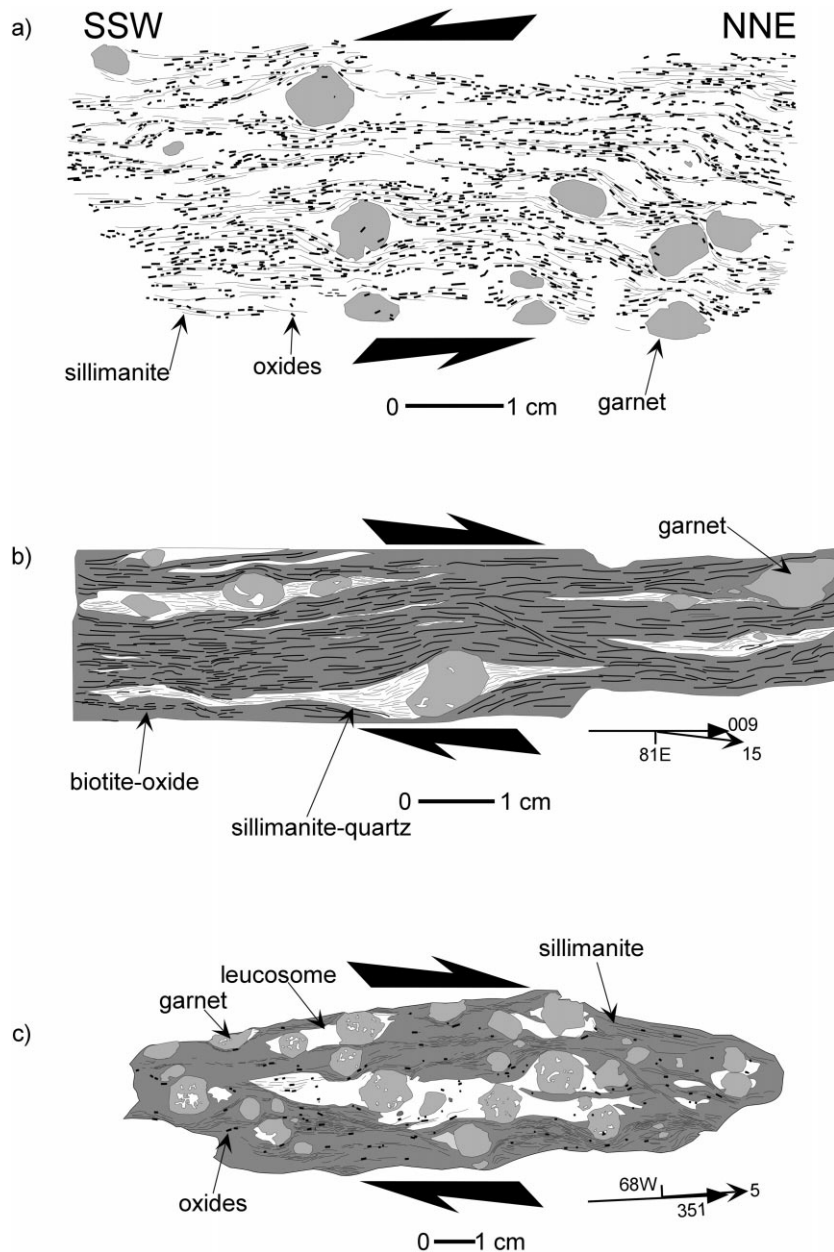 a) SSW NNE
sillimanite
oxides
garnet
0 1 cm
b)
garnet
009
81E 15
biotite-oxide
sillimanite-quartz
0 1 cm
c)
sillimanite
leucosome
garnet
oxides
68W 5
351
0 1 cm